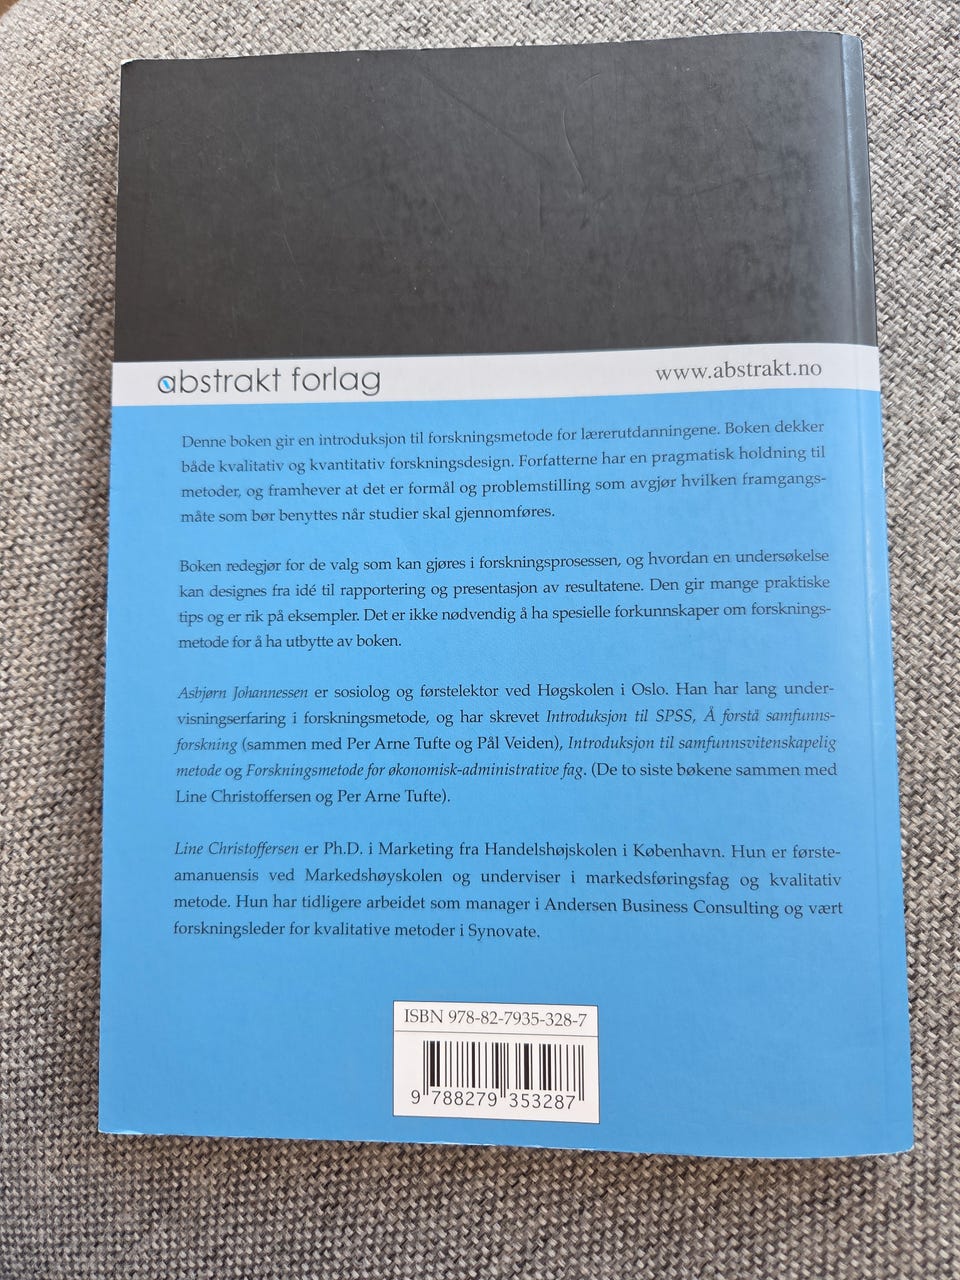 abstrakt forlag
www.abstrakt.no
Denne boken gir en introduksjon til forskningsmetode for lærerutdanningene. Boken dekker
både kvalitativ og kvantitativ forskningsdesign. Forfatterne har en pragmatisk holdning til
metoder, og framhever at det er formål og problemstilling som avgjør hvilken framgangs-
måte som bør benyttes når studier skal gjennomføres.
Boken redegjør for de valg som kan gjøres i forskningsprosessen, og hvordan en undersøkelse
kan designes fra idé til rapportering og presentasjon av resultatene. Den gir mange praktiske
tips og er rik på eksempler. Det er ikke nødvendig å ha spesielle forkunnskaper om forsknings-
metode for å ha utbytte av boken.
Asbjørn Johannessen er sosiolog og førstelektor ved Høgskolen i Oslo. Han har lang under-
visningserfaring i forskningsmetode, og har skrevet Introduksjon til SPSS, Å forstå samfunns-
forskning (sammen med Per Arne Tufte og Pål Veiden), Introduksjon til samfunnsvitenskapelig
metode og Forskningsmetode for økonomisk-administrative fag. (De to siste bøkene sammen med
Line Christoffersen og Per Arne Tufte).
Line Christoffersen er Ph.D. i Marketing fra Handelshøjskolen i København. Hun er første-
amanuensis ved Markedshøyskolen og underviser i markedsføringsfag og kvalitativ
metode. Hun har tidligere arbeidet som manager i Andersen Business Consulting og vært
forskningsleder for kvalitative metoder i Synovate.
ISBN 978-82-7935-328-7
9 788279 353287